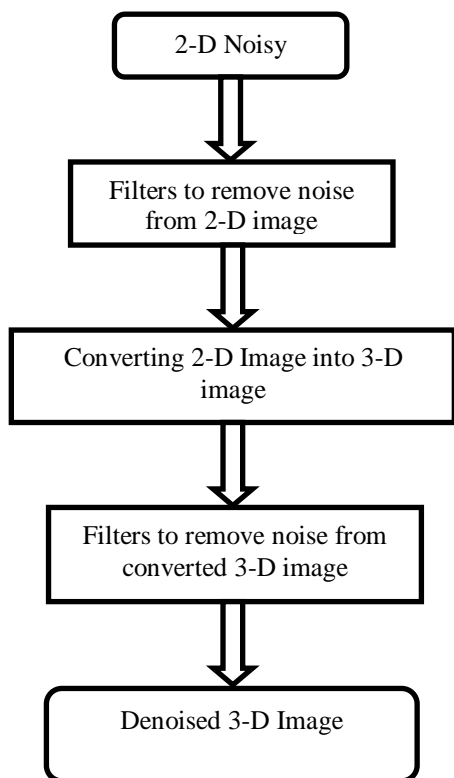 2-D Noisy
Filters to remove noise
from 2-D image
Converting 2-D Image into 3-D
image
Filters to remove noise from
converted 3-D image
Denoised 3-D Image